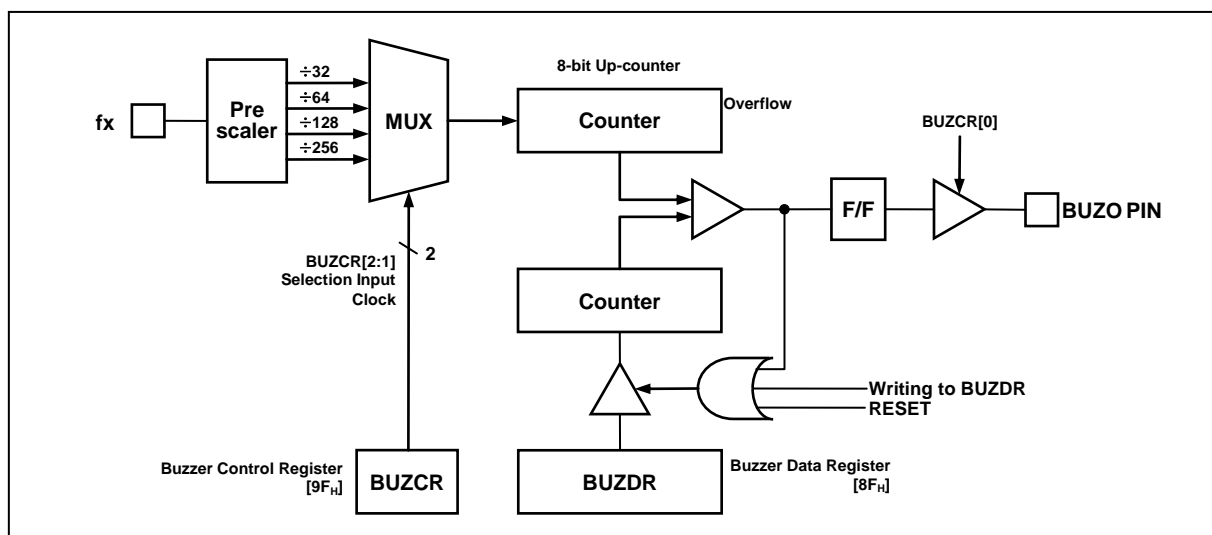 fx
Pre
scaler
÷32
÷64
÷128
÷256
MUX
8-bit Up-counter
Counter
Overflow
BUZCR[0]
F/F
BUZO PIN
BUZCR[2:1]
Selection Input
Clock
2
Counter
Writing to BUZDR
RESET
Buzzer Control Register
[9FH]
BUZCR
BUZDR
Buzzer Data Register
[8FH]